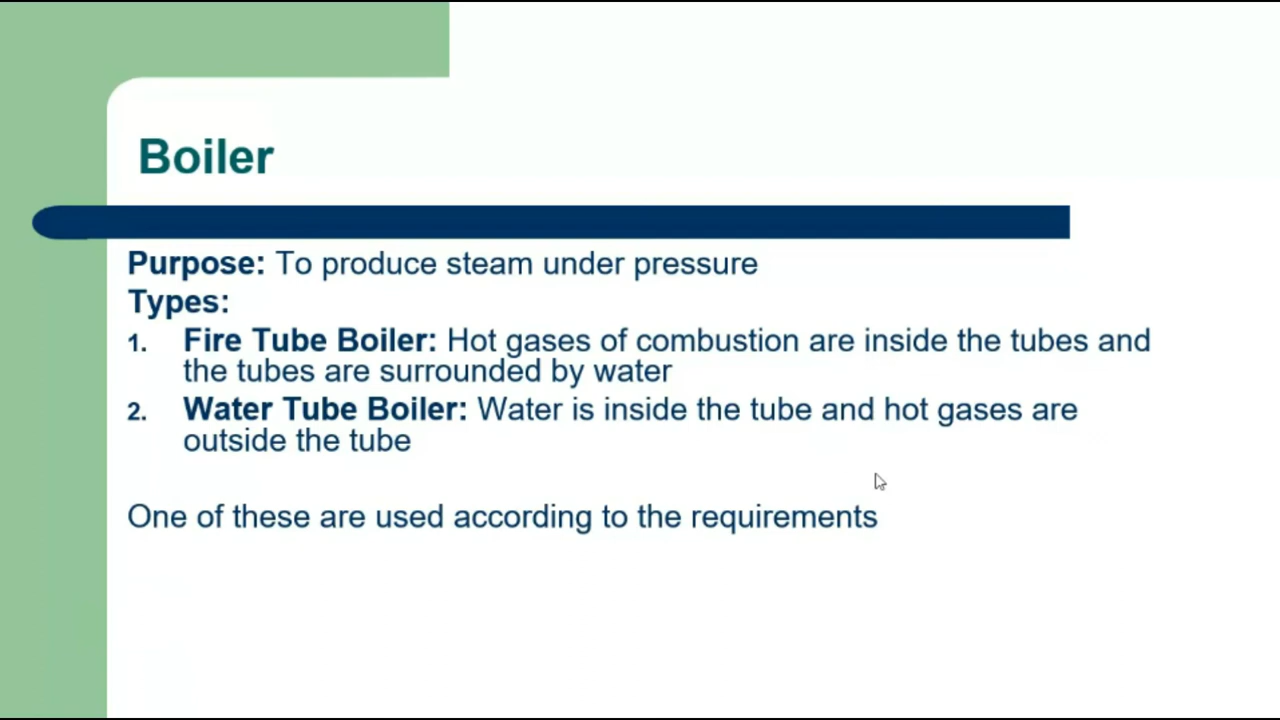 Boiler
Purpose: To produce steam under pressure
Types:
1. Fire Tube Boiler: Hot gases of combustion are inside the tubes and
the tubes are surrounded by water
2. Water Tube Boiler: Water is inside the tube and hot gases are
outside the tube
One of these are used according to the requirements